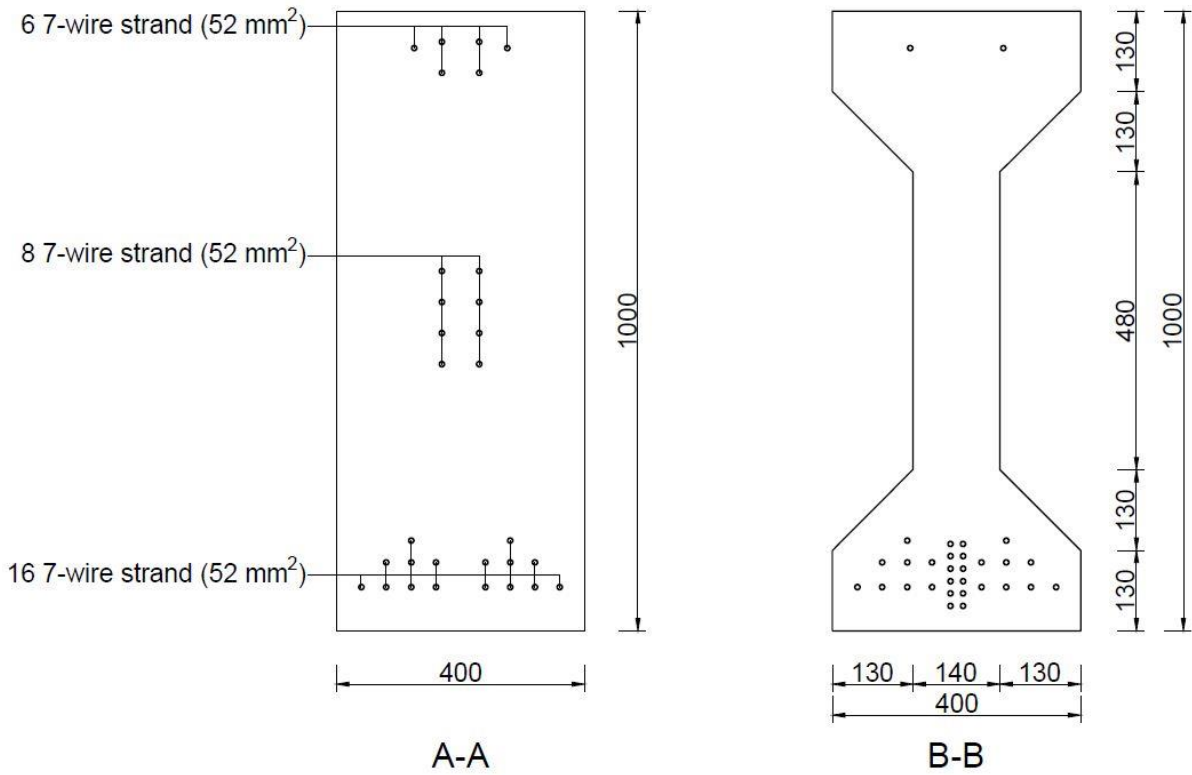 6 7-wire strand (52 mm²)
8 7-wire strand (52 mm²)
16 7-wire strand (52 mm²)
1000
400
A-A
130
130
480
130
130
1000
130 140 130
400
B-B